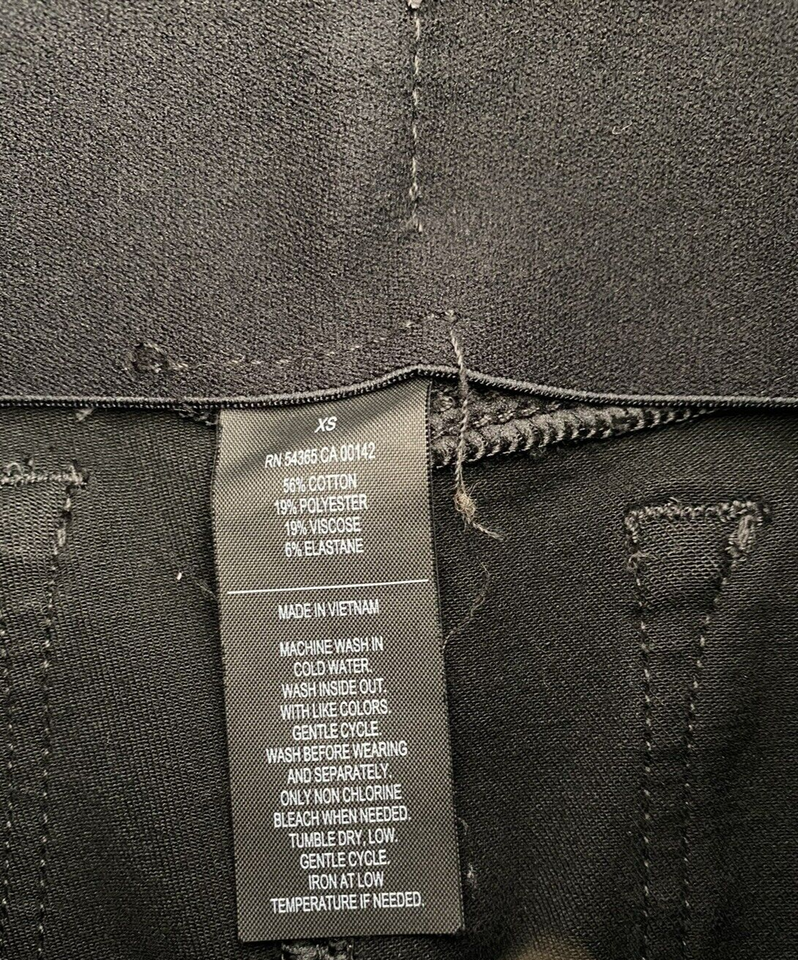 XS
RN 54365 CA 00142
56% COTTON
19% POLYESTER
19% VISCOSE
6% ELASTANE
MADE IN VIETNAM
MACHINE WASH IN
COLD WATER.
WASH INSIDE OUT.
WITH LIKE COLORS.
GENTLE CYCLE.
WASH BEFORE WEARING
AND SEPARATELY.
ONLY NON CHLORINE
BLEACH WHEN NEEDED.
TUMBLE DRY, LOW.
GENTLE CYCLE.
IRON AT LOW
TEMPERATURE IF NEEDED.